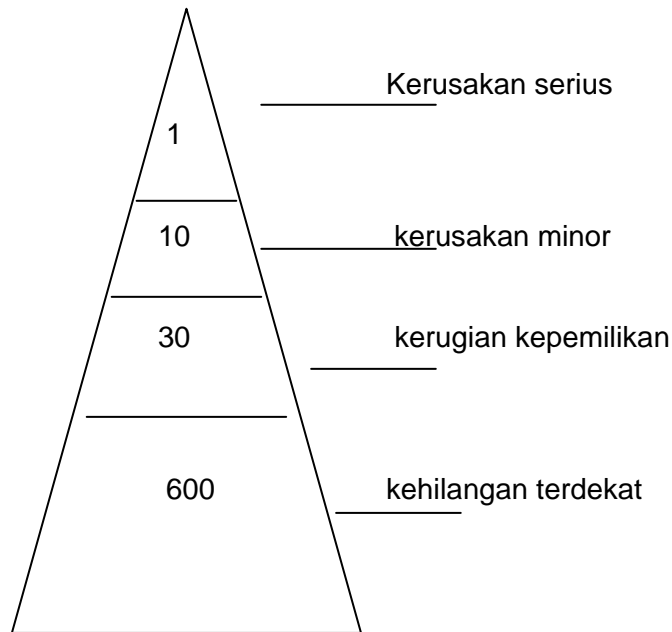 Kerusakan serius
1
10 kerusakan minor
30 kerugian kepemilikan
600 kehilangan terdekat